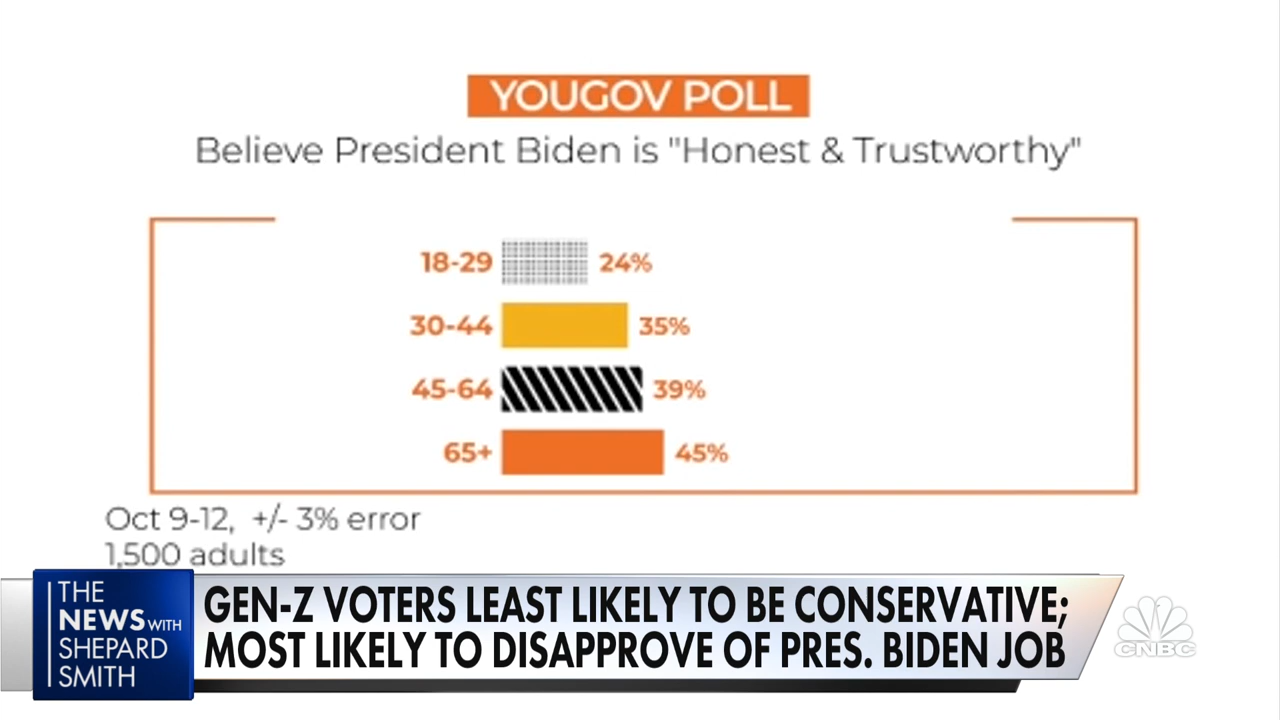 YOUGOV POLL
Believe President Biden is "Honest & Trustworthy"
18-29 24%
30-44 35%
45-64 39%
65+ 45%
Oct 9-12, +/- 3% error
1,500 adults
THE
NEWS WITH
SHEPARD
SMITH
GEN-Z VOTERS LEAST LIKELY TO BE CONSERVATIVE;
MOST LIKELY TO DISAPPROVE OF PRES. BIDEN JOB
CNBC